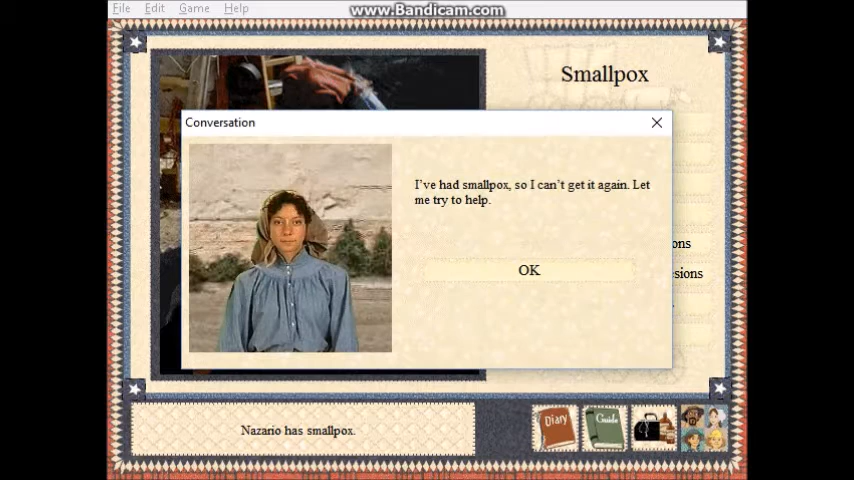 www.Bandicam.com
File Edit Game Help
Smallpox
Conversation
I've had smallpox, so I can't get it again. Let
me try to help.
OK
ons
sions
Nazario has smallpox.
Diary
Guide